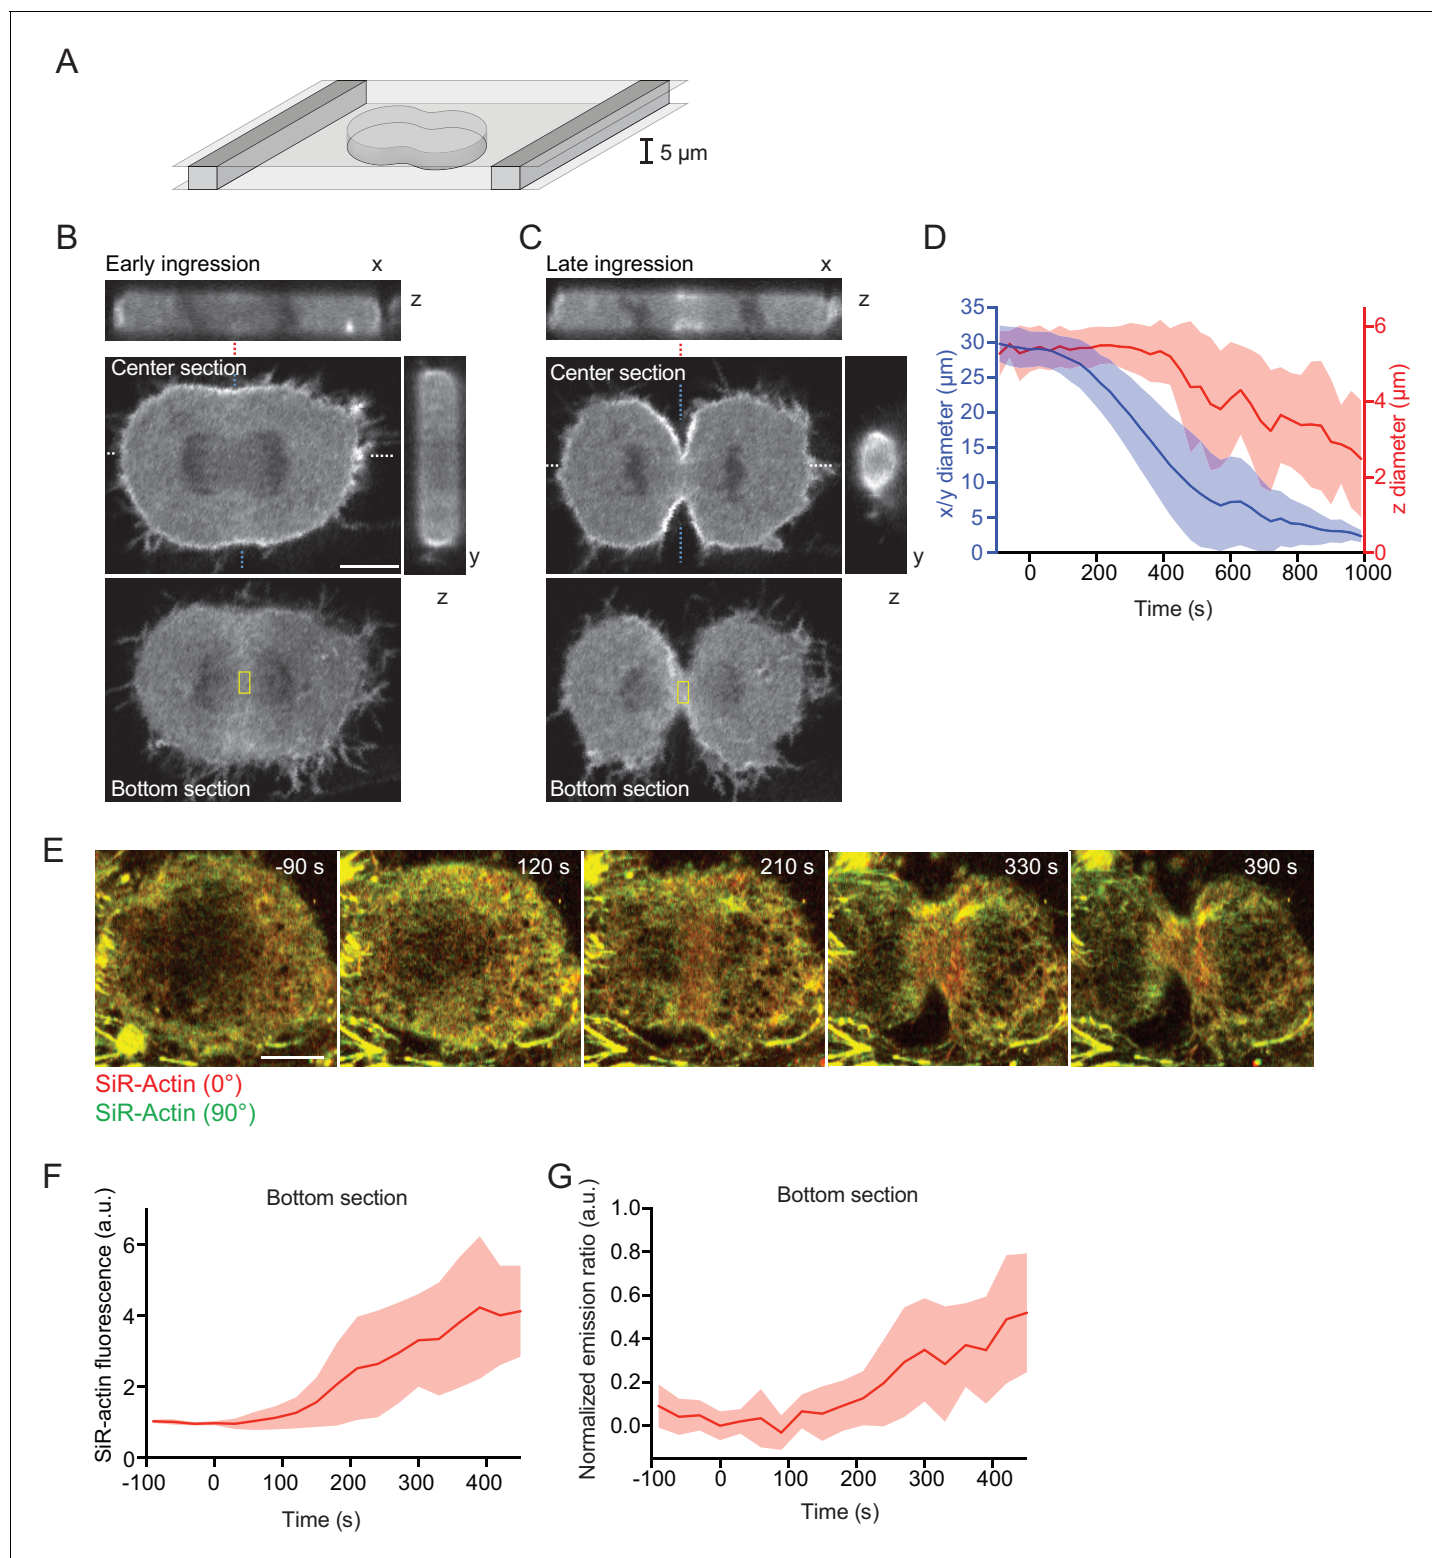 A
5 µm
B
Early ingression
x
z
Center section
y
z
Bottom section
C
Late ingression
x
z
Center section
y
z
Bottom section
D
x/y diameter (µm)
35
30
25
20
15
10
5
0
z diameter (µm)
6
4
2
0
0 200 400 600 800 1000
Time (s)
E
-90 s
120 s
210 s
330 s
390 s
SiR-Actin (0°)
SiR-Actin (90°)
F
Bottom section
SiR-actin fluorescence (a.u.)
6
4
2
0
-100 0 100 200 300 400
Time (s)
G
Bottom section
Normalized emission ratio (a.u.)
1.0
0.8
0.6
0.4
0.2
0.0
-100 0 100 200 300 400
Time (s)